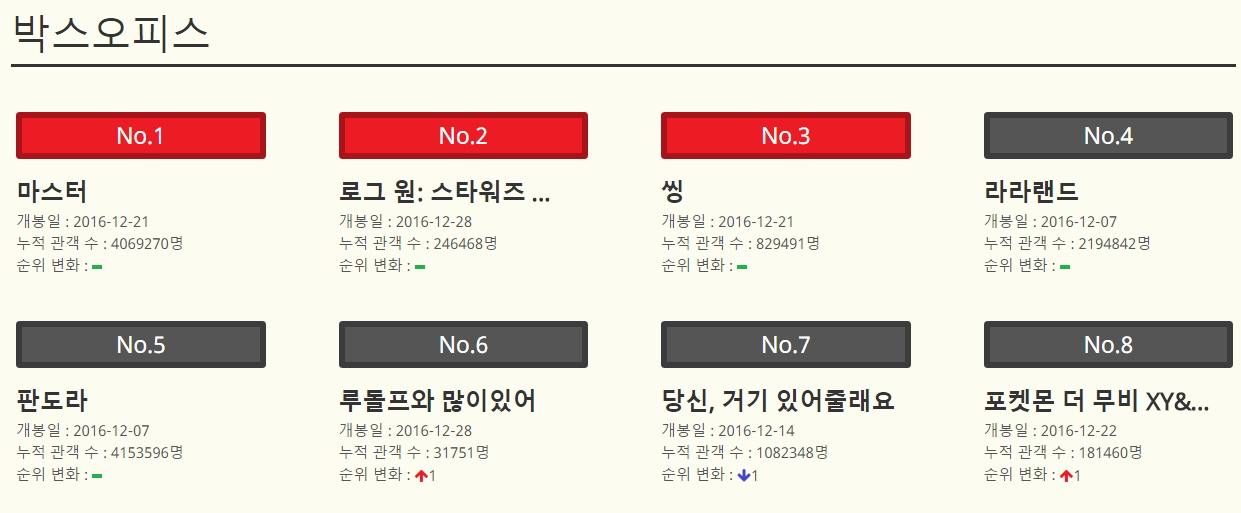 박스오피스
No.1
마스터
개봉일 : 2016-12-21
누적 관객 수 : 4069270명
순위 변화 :
No.2
로그 원: 스타워즈 ...
개봉일 : 2016-12-28
누적 관객 수 : 246468명
순위 변화 :
No.3
씽
개봉일 : 2016-12-21
누적 관객 수 : 829491명
순위 변화 :
No.4
라라랜드
개봉일 : 2016-12-07
누적 관객 수 : 2194842명
순위 변화 :
No.5
판도라
개봉일 : 2016-12-07
누적 관객 수 : 4153596명
순위 변화 :
No.6
루돌프와 많이있어
개봉일 : 2016-12-28
누적 관객 수 : 31751명
순위 변화 : 1
No.7
당신, 거기 있어줄래요
개봉일 : 2016-12-14
누적 관객 수 : 1082348명
순위 변화 : 1
No.8
포켓몬 더 무비 XY&...
개봉일 : 2016-12-22
누적 관객 수 : 181460명
순위 변화 : 1